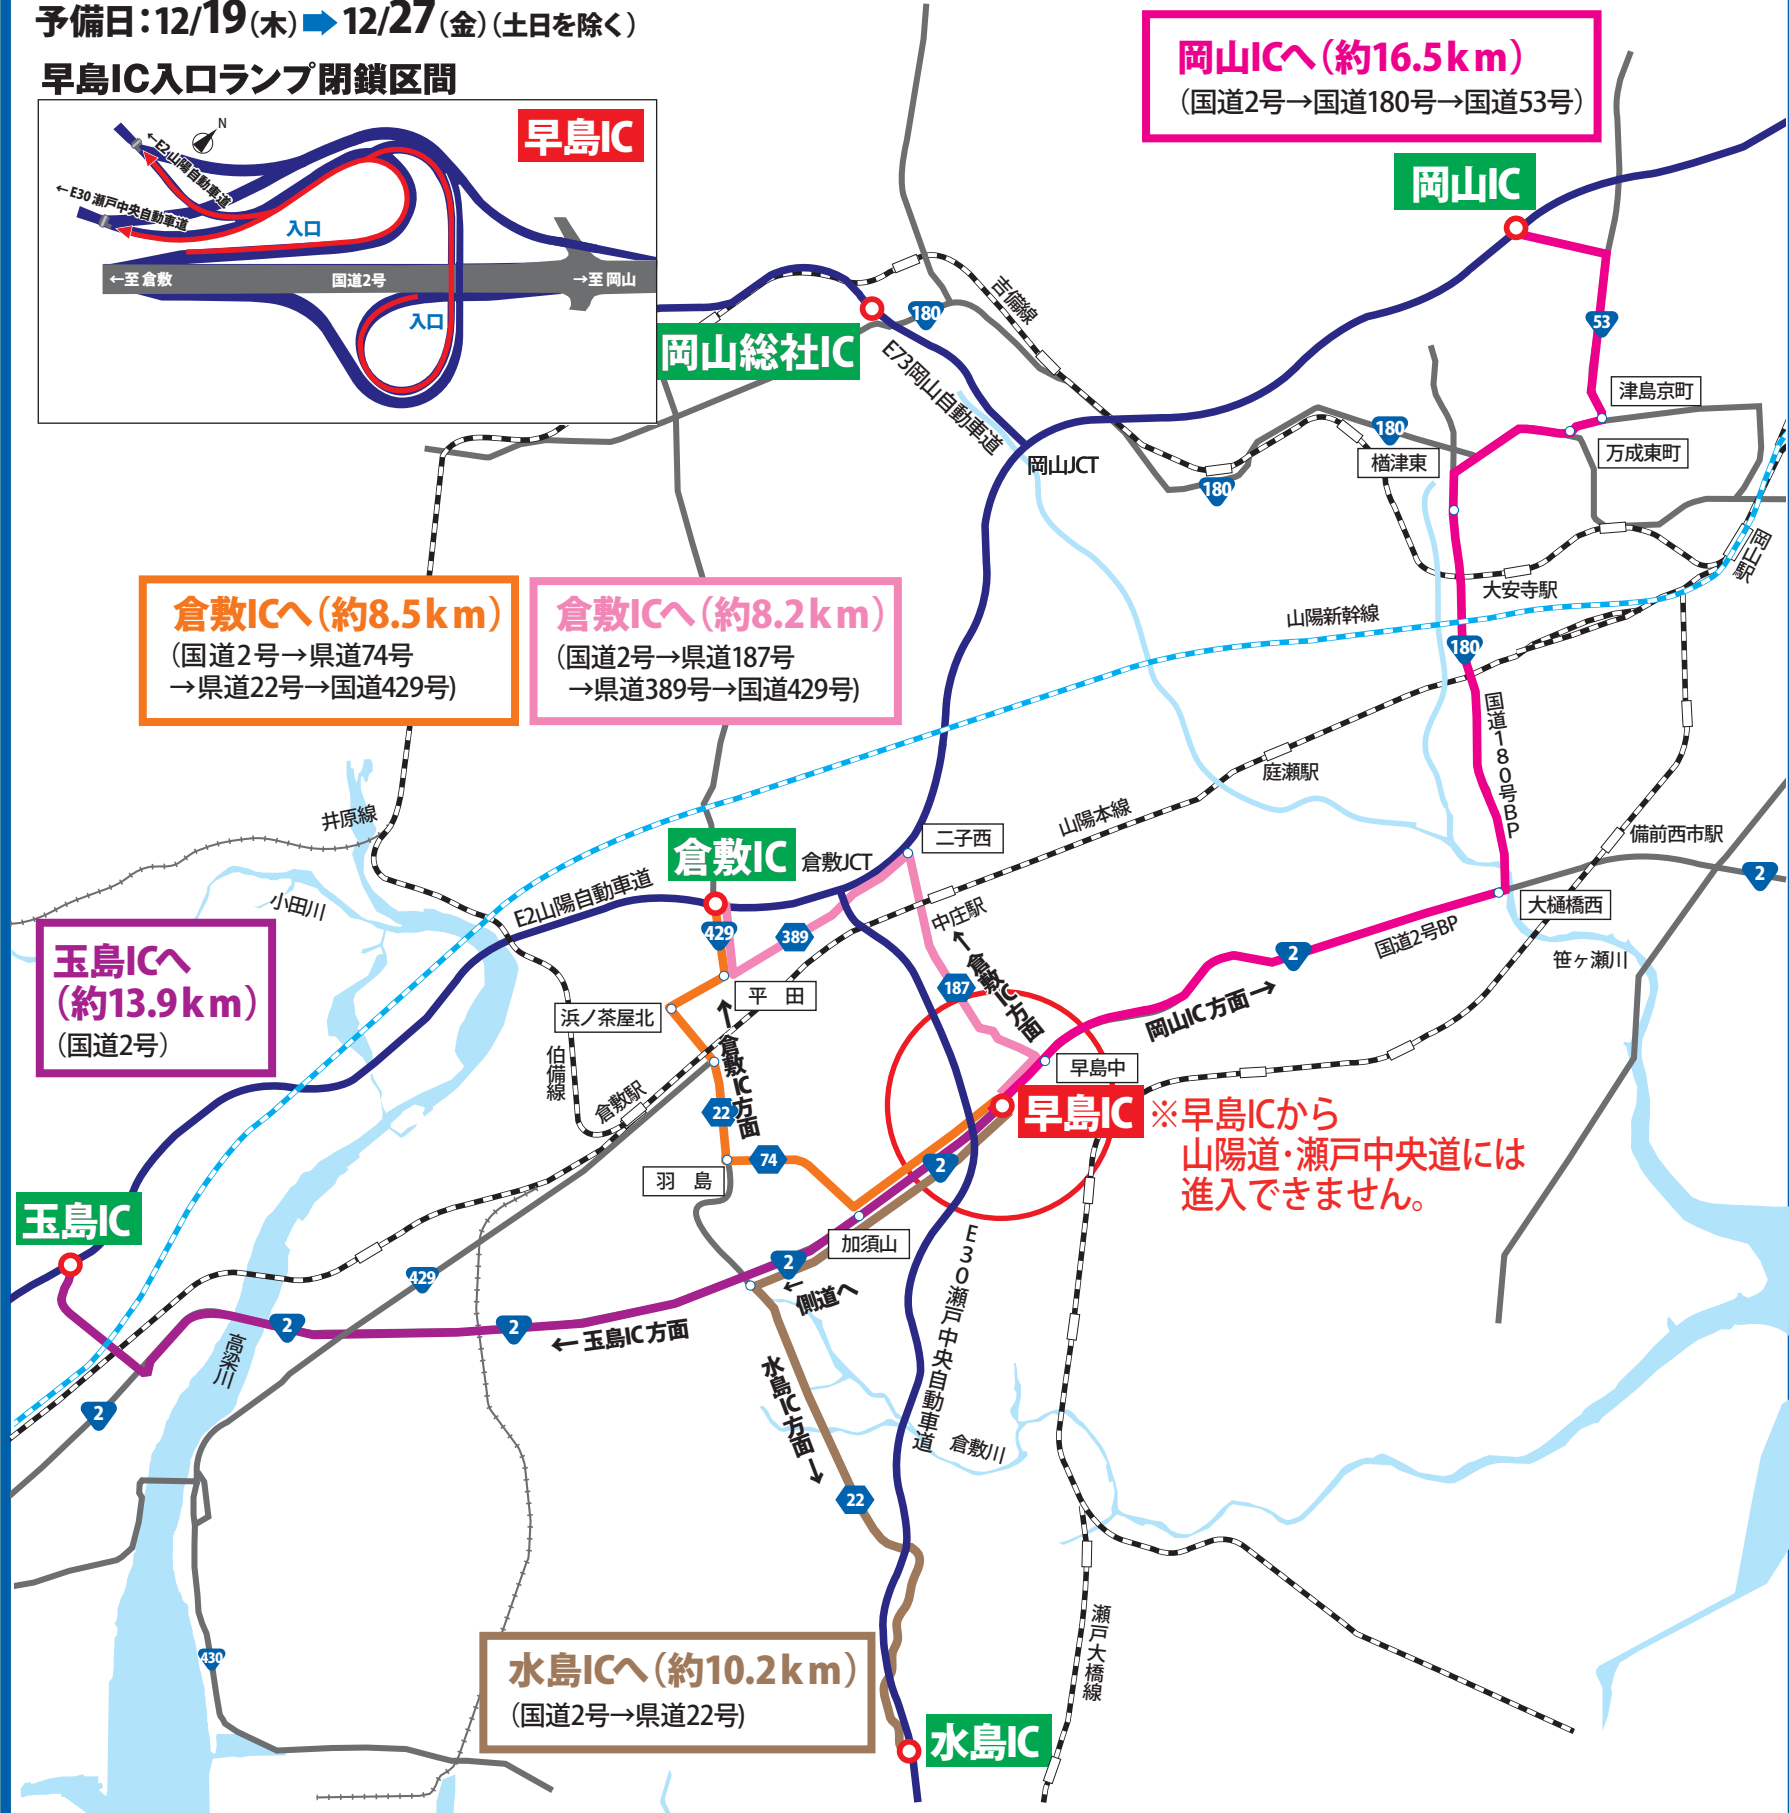 予備日：12/19（木）➡12/27（金）（土日を除く）
早島IC入口ランプ閉鎖区間
早島IC
N
←E2山陽自動車道
←E30 瀬戸中央自動車道
入口
←至 倉敷
国道2号
→至 岡山
入口
岡山ICへ（約16.5km）
（国道2号→国道180号→国道53号）
岡山IC
53
津島京町
万成東町
180
楢津東
180
吉備線
180
岡山総社IC
E73岡山自動車道
岡山JCT
岡山駅
大安寺駅
山陽新幹線
180
国道180号BP
倉敷ICへ（約8.5km）
（国道2号→県道74号
→県道22号→国道429号)
倉敷ICへ（約8.2km）
（国道2号→県道187号
→県道389号→国道429号)
庭瀬駅
山陽本線
備前西市駅
2
大樋橋西
笹ヶ瀬川
国道2号BP
2
岡山IC方面→
井原線
小田川
E2山陽自動車道
倉敷IC
倉敷JCT
二子西
中庄駅
←倉敷IC方面
187
389
429
平　田
浜ノ茶屋北
←倉敷IC方面
伯備線
倉敷駅
22
74
羽　島
玉島ICへ
（約13.9km）
（国道2号）
玉島IC
早島中
早島IC
※早島ICから
山陽道･瀬戸中央道には
進入できません。
2
加須山
2
←側道へ
E30瀬戸中央自動車道
429
2
2
←玉島IC方面
高梁川
2
水島IC方面→
倉敷川
22
430
瀬戸大橋線
水島ICへ（約10.2km）
（国道2号→県道22号)
水島IC